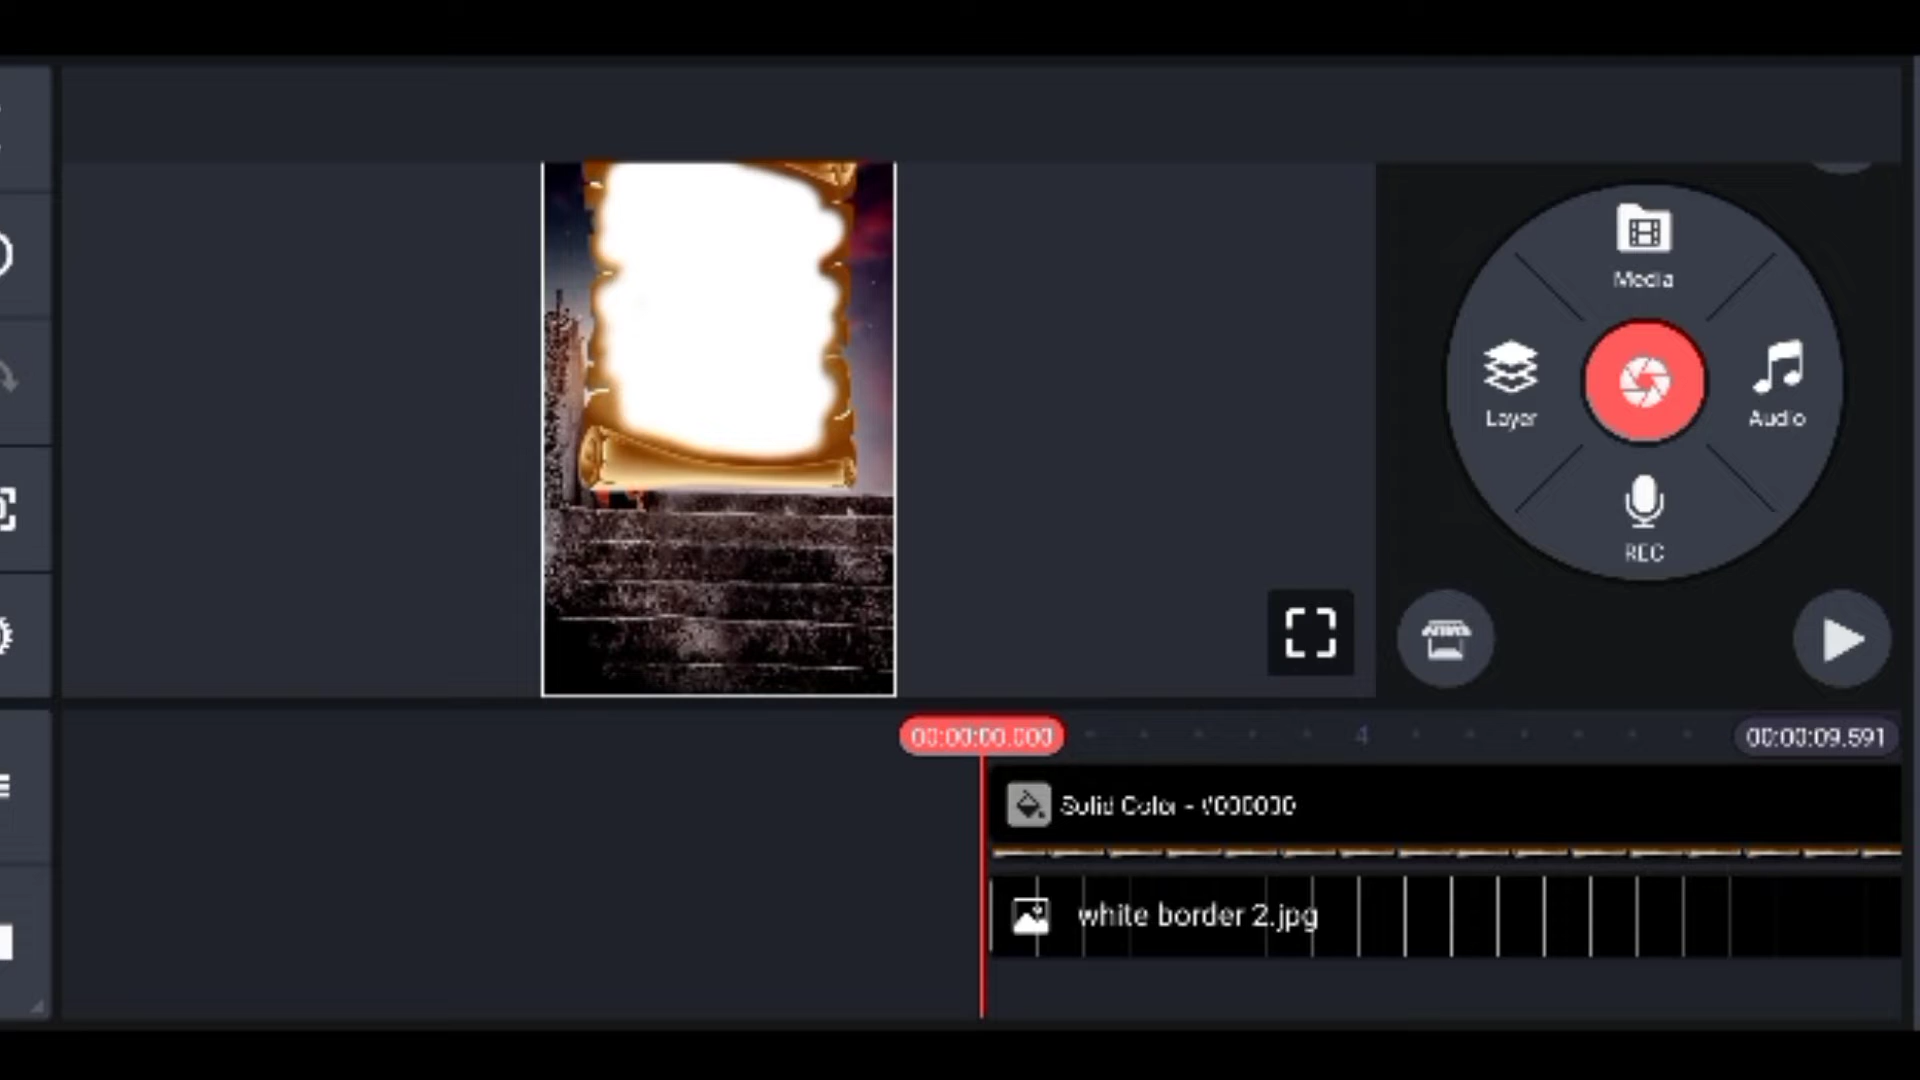 Media
Layer
Audio
REC
00:00:00.000
4
00:00:09.591
Solid Color - #000000
white border 2.jpg